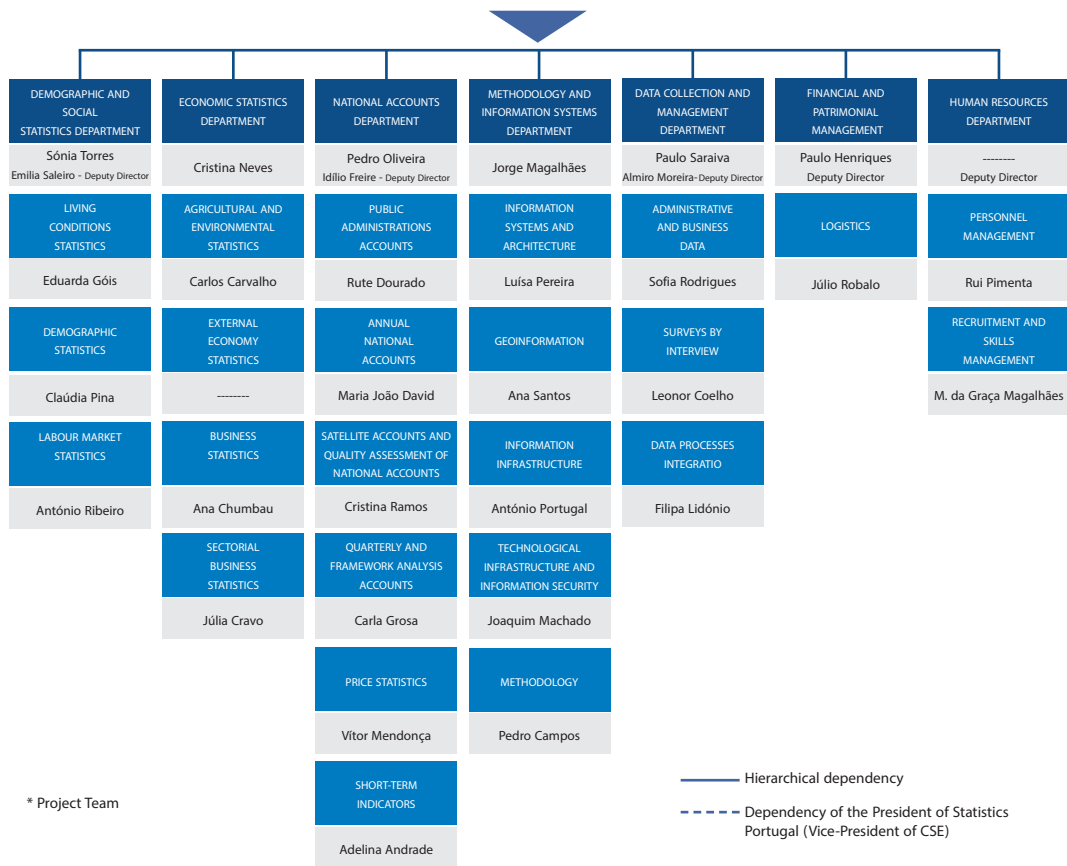 DEMOGRAPHIC AND
SOCIAL
STATISTICS DEPARTMENT
Sónia Torres
Emilia Saleiro - Deputy Director
LIVING
CONDITIONS
STATISTICS
Eduarda Góis
DEMOGRAPHIC
STATISTICS
Claúdia Pina
LABOUR MARKET
STATISTICS
António Ribeiro
ECONOMIC STATISTICS
DEPARTMENT
Cristina Neves
AGRICULTURAL AND
ENVIRONMENTAL
STATISTICS
Carlos Carvalho
EXTERNAL
ECONOMY
STATISTICS
--------
BUSINESS
STATISTICS
Ana Chumbau
SECTORIAL
BUSINESS
STATISTICS
Júlia Cravo
NATIONAL ACCOUNTS
DEPARTMENT
Pedro Oliveira
Idílio Freire - Deputy Director
PUBLIC
ADMINISTRATIONS
ACCOUNTS
Rute Dourado
ANNUAL
NATIONAL
ACCOUNTS
Maria João David
SATELLITE ACCOUNTS AND
QUALITY ASSESSMENT OF
NATIONAL ACCOUNTS
Cristina Ramos
QUARTERLY AND
FRAMEWORK ANALYSIS
ACCOUNTS
Carla Grosa
PRICE STATISTICS
Vítor Mendonça
SHORT-TERM
INDICATORS
Adelina Andrade
METHODOLOGY AND
INFORMATION SYSTEMS
DEPARTMENT
Jorge Magalhães
INFORMATION
SYSTEMS AND
ARCHITECTURE
Luísa Pereira
GEOINFORMATION
Ana Santos
INFORMATION
INFRASTRUCTURE
António Portugal
TECHNOLOGICAL
INFRASTRUCTURE AND
INFORMATION SECURITY
Joaquim Machado
METHODOLOGY
Pedro Campos
DATA COLLECTION AND
MANAGEMENT
DEPARTMENT
Paulo Saraiva
Almiro Moreira-Deputy Director
ADMINISTRATIVE
AND BUSINESS
DATA
Sofia Rodrigues
SURVEYS BY
INTERVIEW
Leonor Coelho
DATA PROCESSES
INTEGRATIO
Filipa Lidónio
FINANCIAL AND
PATRIMONIAL
MANAGEMENT
Paulo Henriques
Deputy Director
LOGISTICS
Júlio Robalo
HUMAN RESOURCES
DEPARTMENT
--------
Deputy Director
PERSONNEL
MANAGEMENT
Rui Pimenta
RECRUITMENT AND
SKILLS
MANAGEMENT
M. da Graça Magalhães
* Project Team
Hierarchical dependency
Dependency of the President of Statistics
Portugal (Vice-President of CSE)